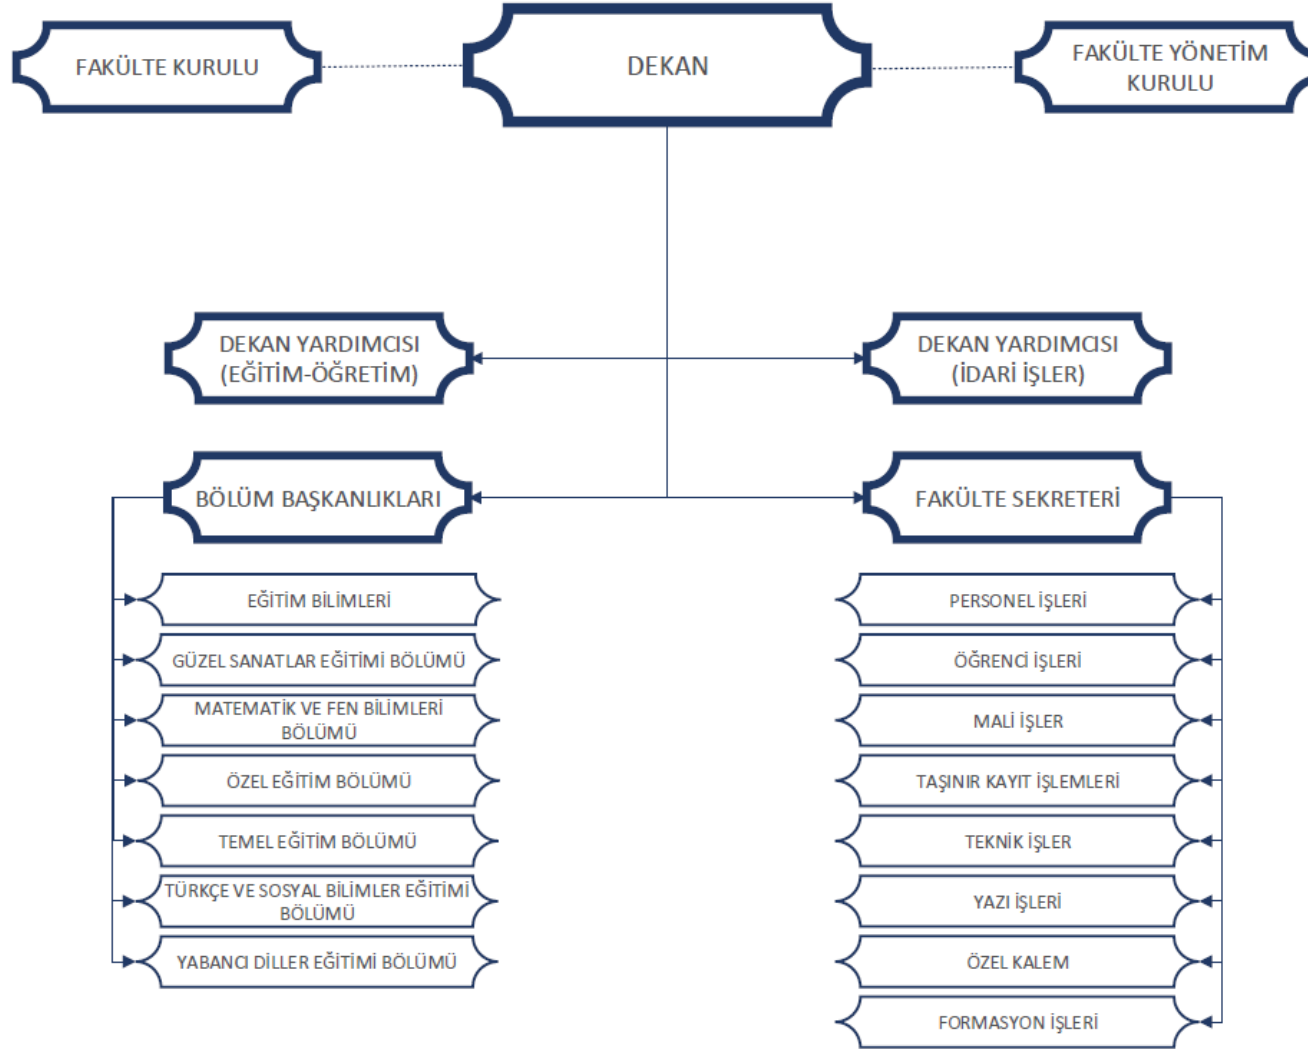 FAKÜLTE KURULU
DEKAN
FAKÜLTE YÖNETİM
KURULU
DEKAN YARDIMCISI
(EĞİTİM-ÖĞRETİM)
DEKAN YARDIMCISI
(İDARİ İŞLER)
BÖLÜM BAŞKANLIKLARI
FAKÜLTE SEKRETERİ
EĞİTİM BİLİMLERİ
GÜZEL SANATLAR EĞİTİMİ BÖLÜMÜ
MATEMATİK VE FEN BİLİMLERİ
BÖLÜMÜ
ÖZEL EĞİTİM BÖLÜMÜ
TEMEL EĞİTİM BÖLÜMÜ
TÜRKÇE VE SOSYAL BİLİMLER EĞİTİMİ
BÖLÜMÜ
YABANCI DİLLER EĞİTİMİ BÖLÜMÜ
PERSONEL İŞLERİ
ÖĞRENCİ İŞLERİ
MALİ İŞLER
TAŞINIR KAYIT İŞLEMLERİ
TEKNİK İŞLER
YAZI İŞLERİ
ÖZEL KALEM
FORMASYON İŞLERİ